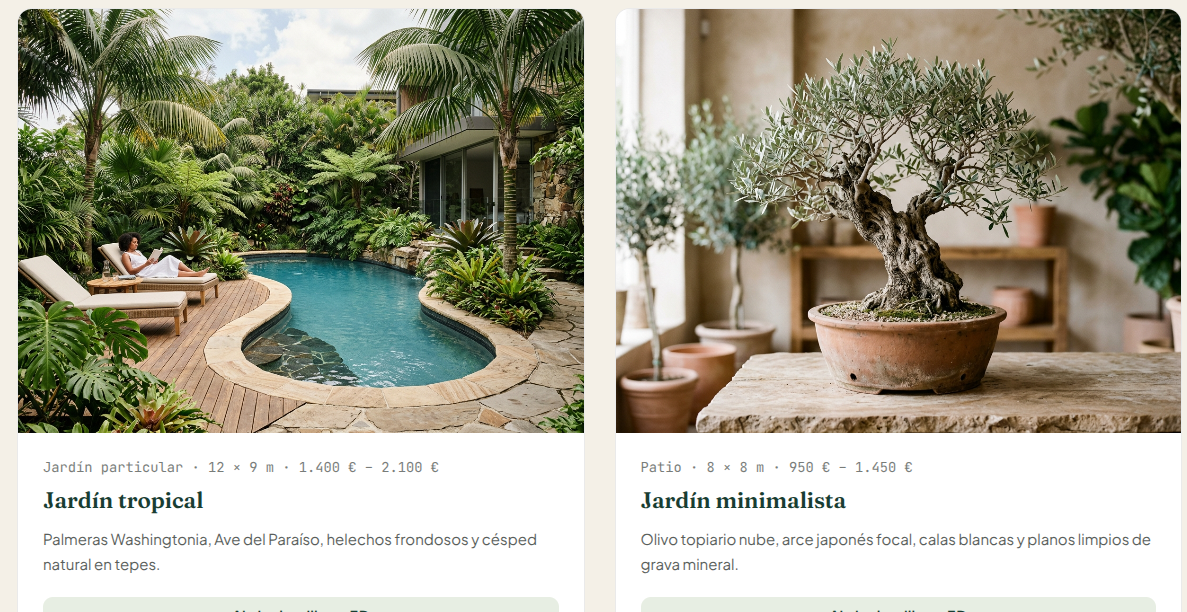 Jardín particular · 12 × 9 m · 1.400 € – 2.100 €
Jardín tropical
Palmeras Washingtonia, Ave del Paraíso, helechos frondosos y césped
natural en tepes.
Patio · 8 × 8 m · 950 € – 1.450 €
Jardín minimalista
Olivo topiario nube, arce japonés focal, calas blancas y planos limpios de
grava mineral.